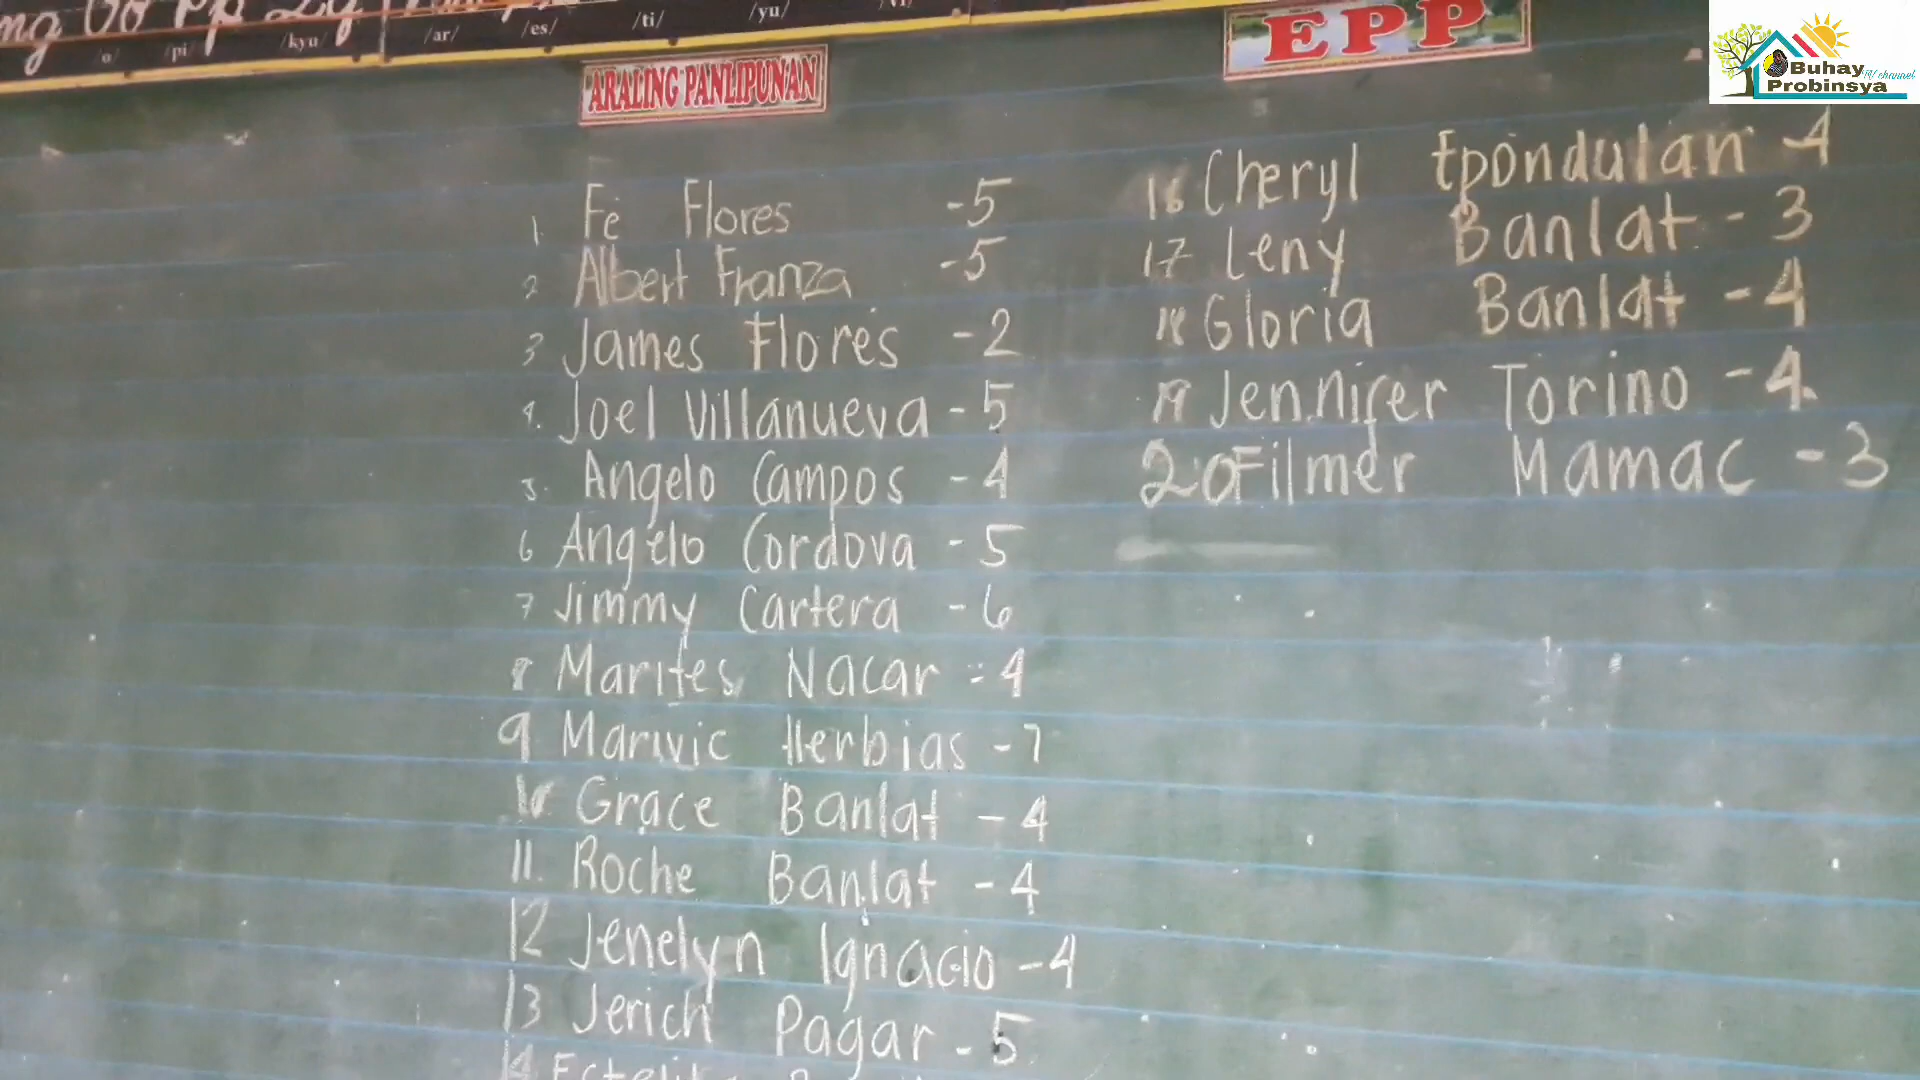 /o/ /pi/ /kyu/ /ar/ /es/ /ti/ /yu/ /vi/
ARALING PANLIPUNAN
1 Fe Flores -5
2 Albert Franza -5
3 James Flores -2
4. Joel Villanueva -5
5. Angelo Campos -4
6 Angelo Cordova -5
7 Jimmy Cartera -6
8 Marites Nacar -4
9 Marivic Herbias -7
10 Grace Banlat -4
11. Roche Banlat -4
12 Jenelyn Ignacio -4
13 Jerich Pagar -5
14
EPP
16 Cheryl Epondulan -4
17 Leny Banlat -3
18 Gloria Banlat -4
19 Jennifer Torino -4
20 Filmer Mamac -3
Buhay TV channel
Probinsya